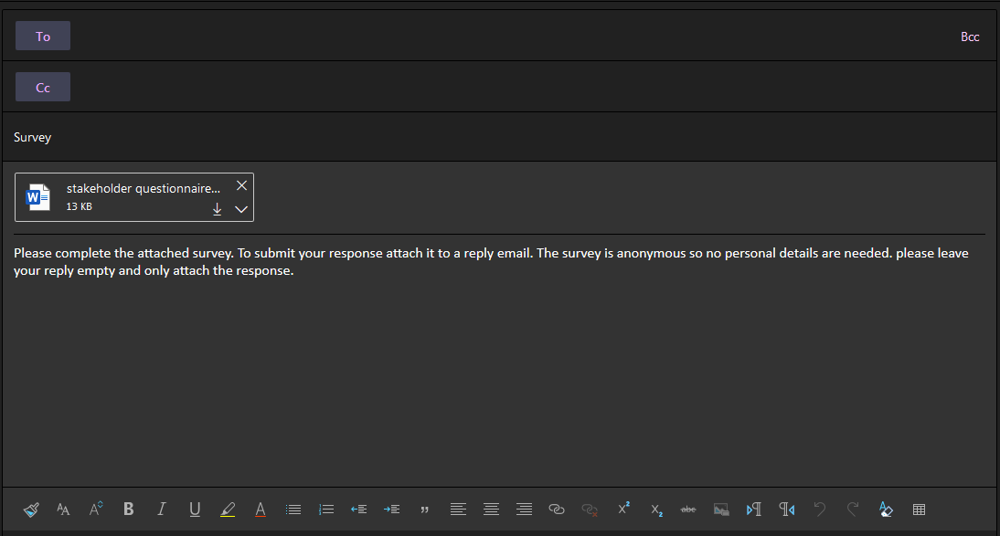 To
Bcc
Cc
Survey
stakeholder questionnaire...
13 KB
Please complete the attached survey. To submit your response attach it to a reply email. The survey is anonymous so no personal details are needed. please leave
your reply empty and only attach the response.